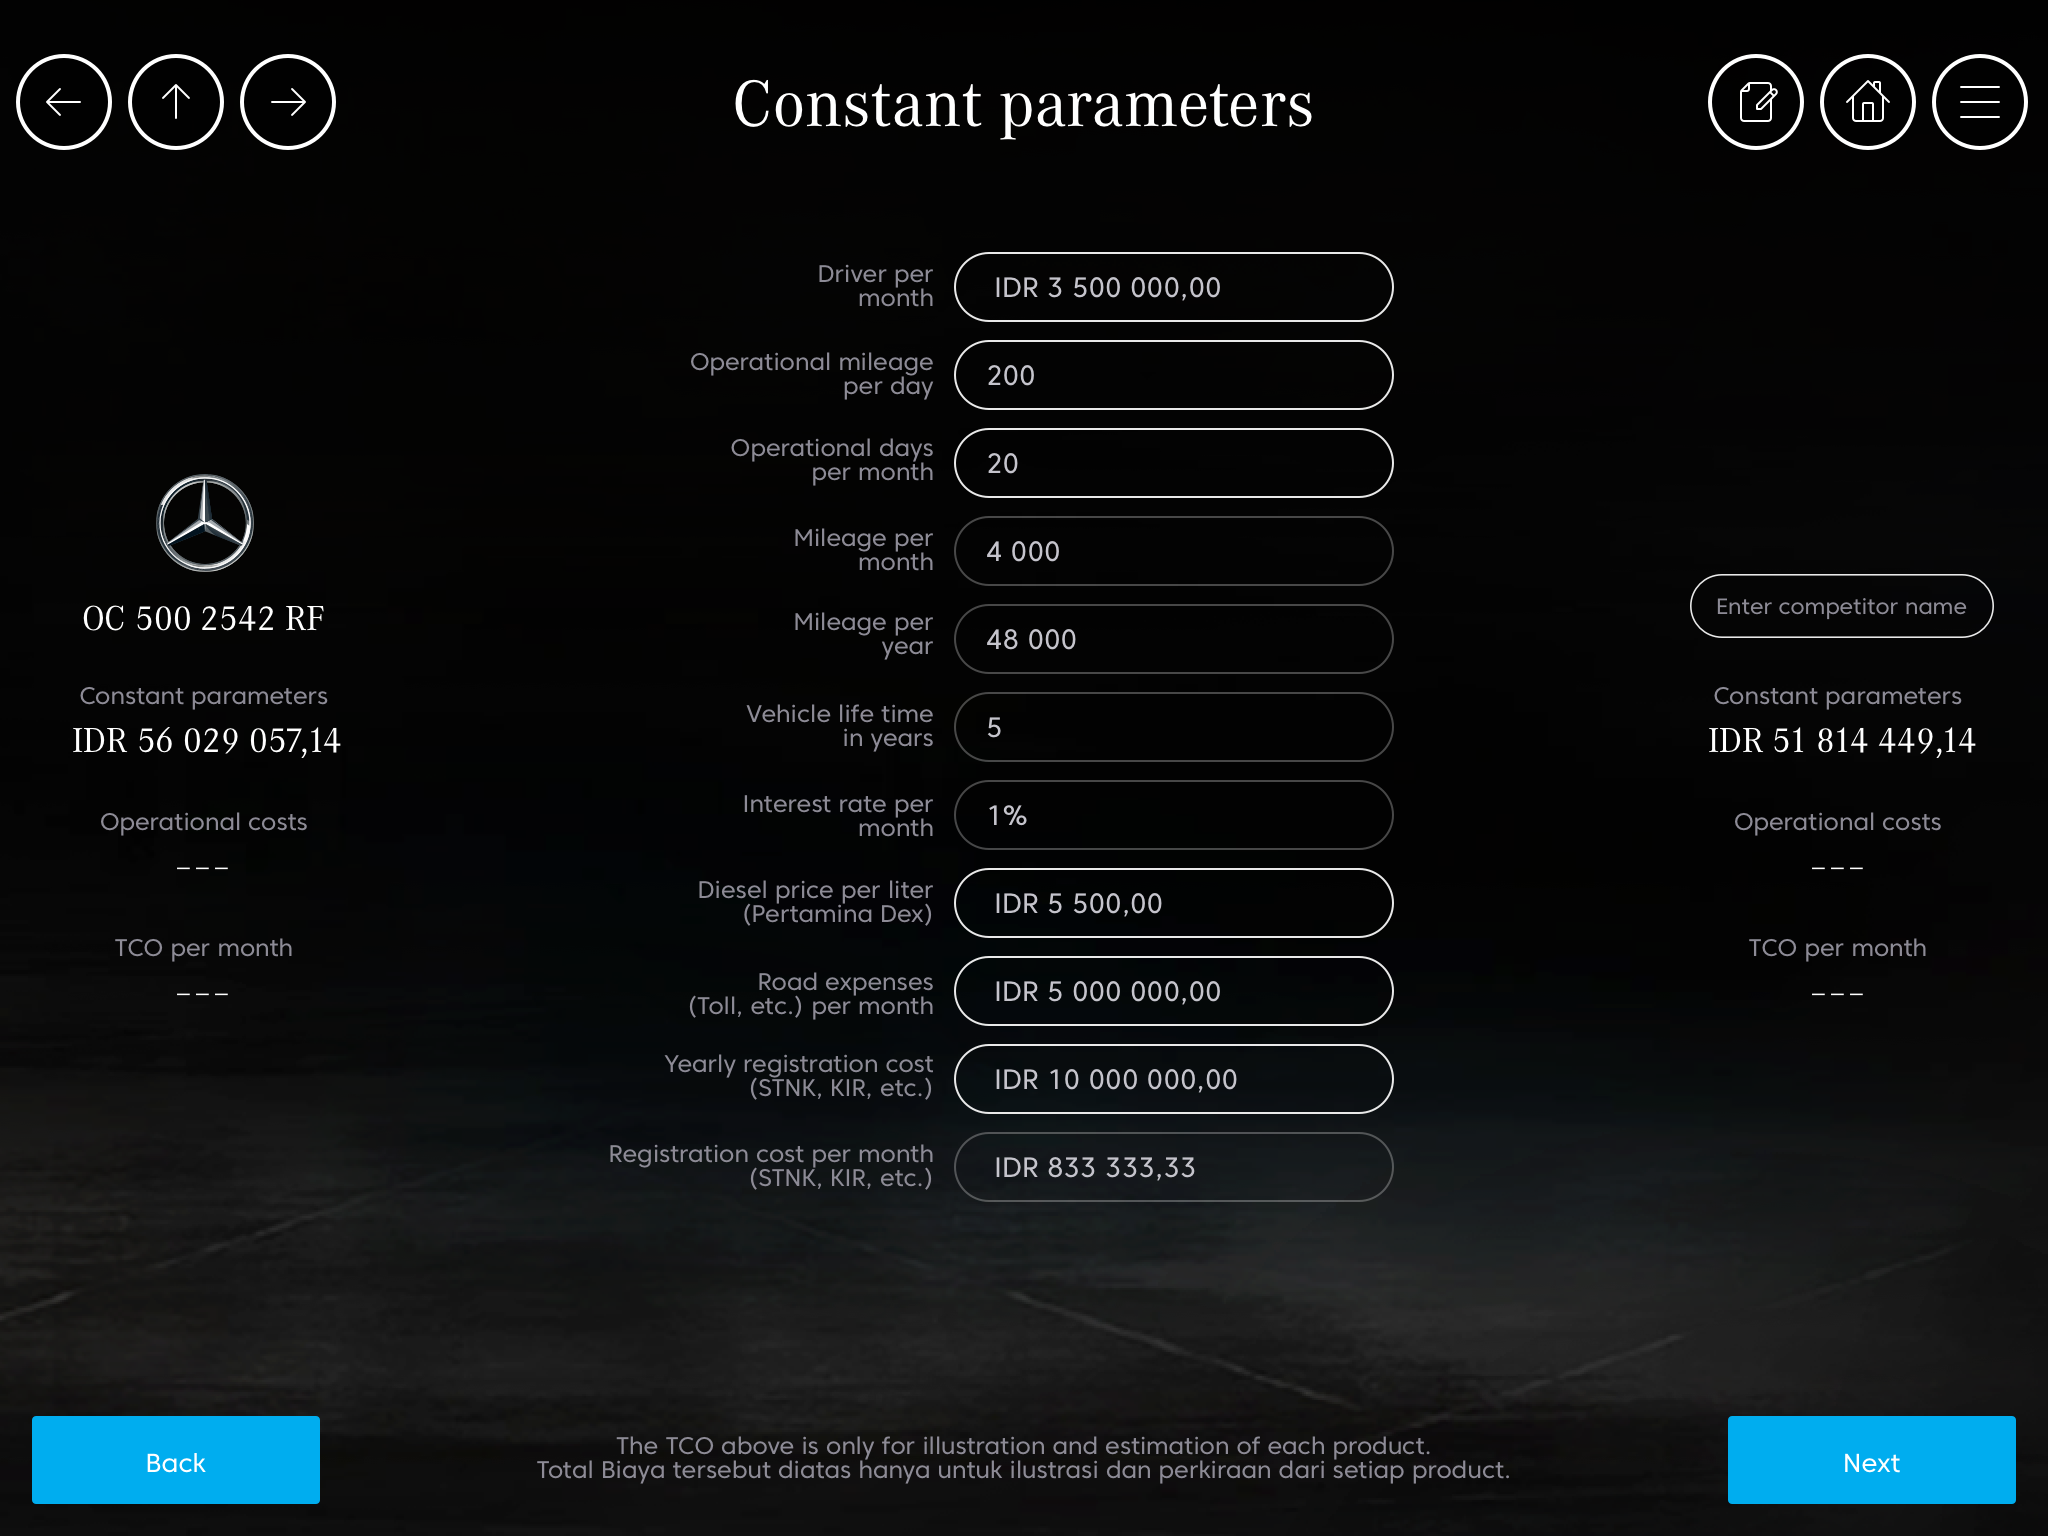 Constant parameters
Driver per
month
IDR 3 500 000,00
Operational mileage
per day
200
Operational days
per month
20
Mileage per
month
4 000
Mileage per
year
48 000
Vehicle life time
in years
5
Interest rate per
month
1%
Diesel price per liter
(Pertamina Dex)
IDR 5 500,00
Road expenses
(Toll, etc.) per month
IDR 5 000 000,00
Yearly registration cost
(STNK, KIR, etc.)
IDR 10 000 000,00
Registration cost per month
(STNK, KIR, etc.)
IDR 833 333,33
OC 500 2542 RF
Constant parameters
IDR 56 029 057,14
Operational costs
---
TCO per month
---
Enter competitor name
Constant parameters
IDR 51 814 449,14
Operational costs
---
TCO per month
---
Back
The TCO above is only for illustration and estimation of each product.
Total Biaya tersebut diatas hanya untuk ilustrasi dan perkiraan dari setiap product.
Next